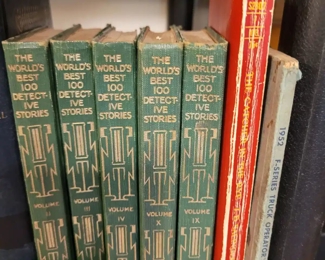 THE
WORLD'S
BEST
100
DETECT-
IVE
STORIES
VOLUME
II
THE
WORLD'S
BEST
100
DETECT-
IVE
STORIES
VOLUME
III
THE
WORLD'S
BEST
100
DETECT-
IVE
STORIES
VOLUME
IV
THE
WORLD'S
BEST
100
DETECT-
IVE
STORIES
VOLUME
X
THE
WORLD'S
BEST
100
DETECT-
IVE
STORIES
VOLUME
IX
1952 F-SERIES TRUCK OPERATOR